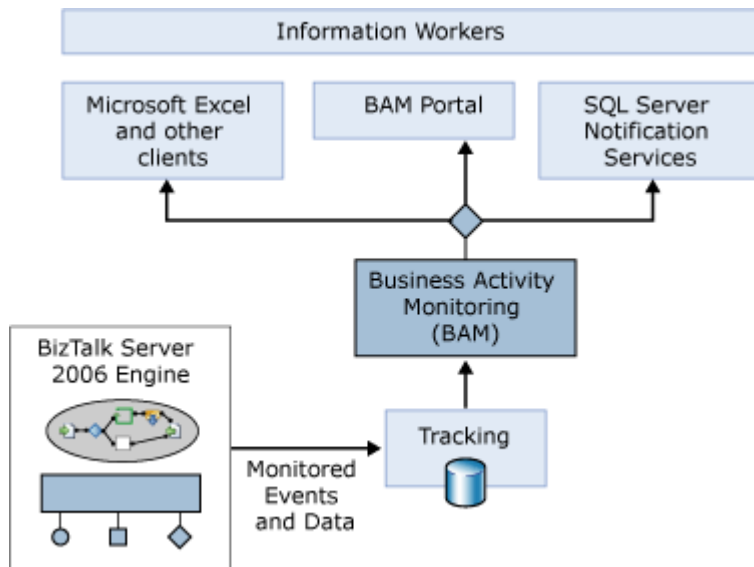 Information Workers
Microsoft Excel
and other
clients
BAM Portal
SQL Server
Notification
Services
Business Activity
Monitoring
(BAM)
BizTalk Server
2006 Engine
Tracking
Monitored
Events
and Data